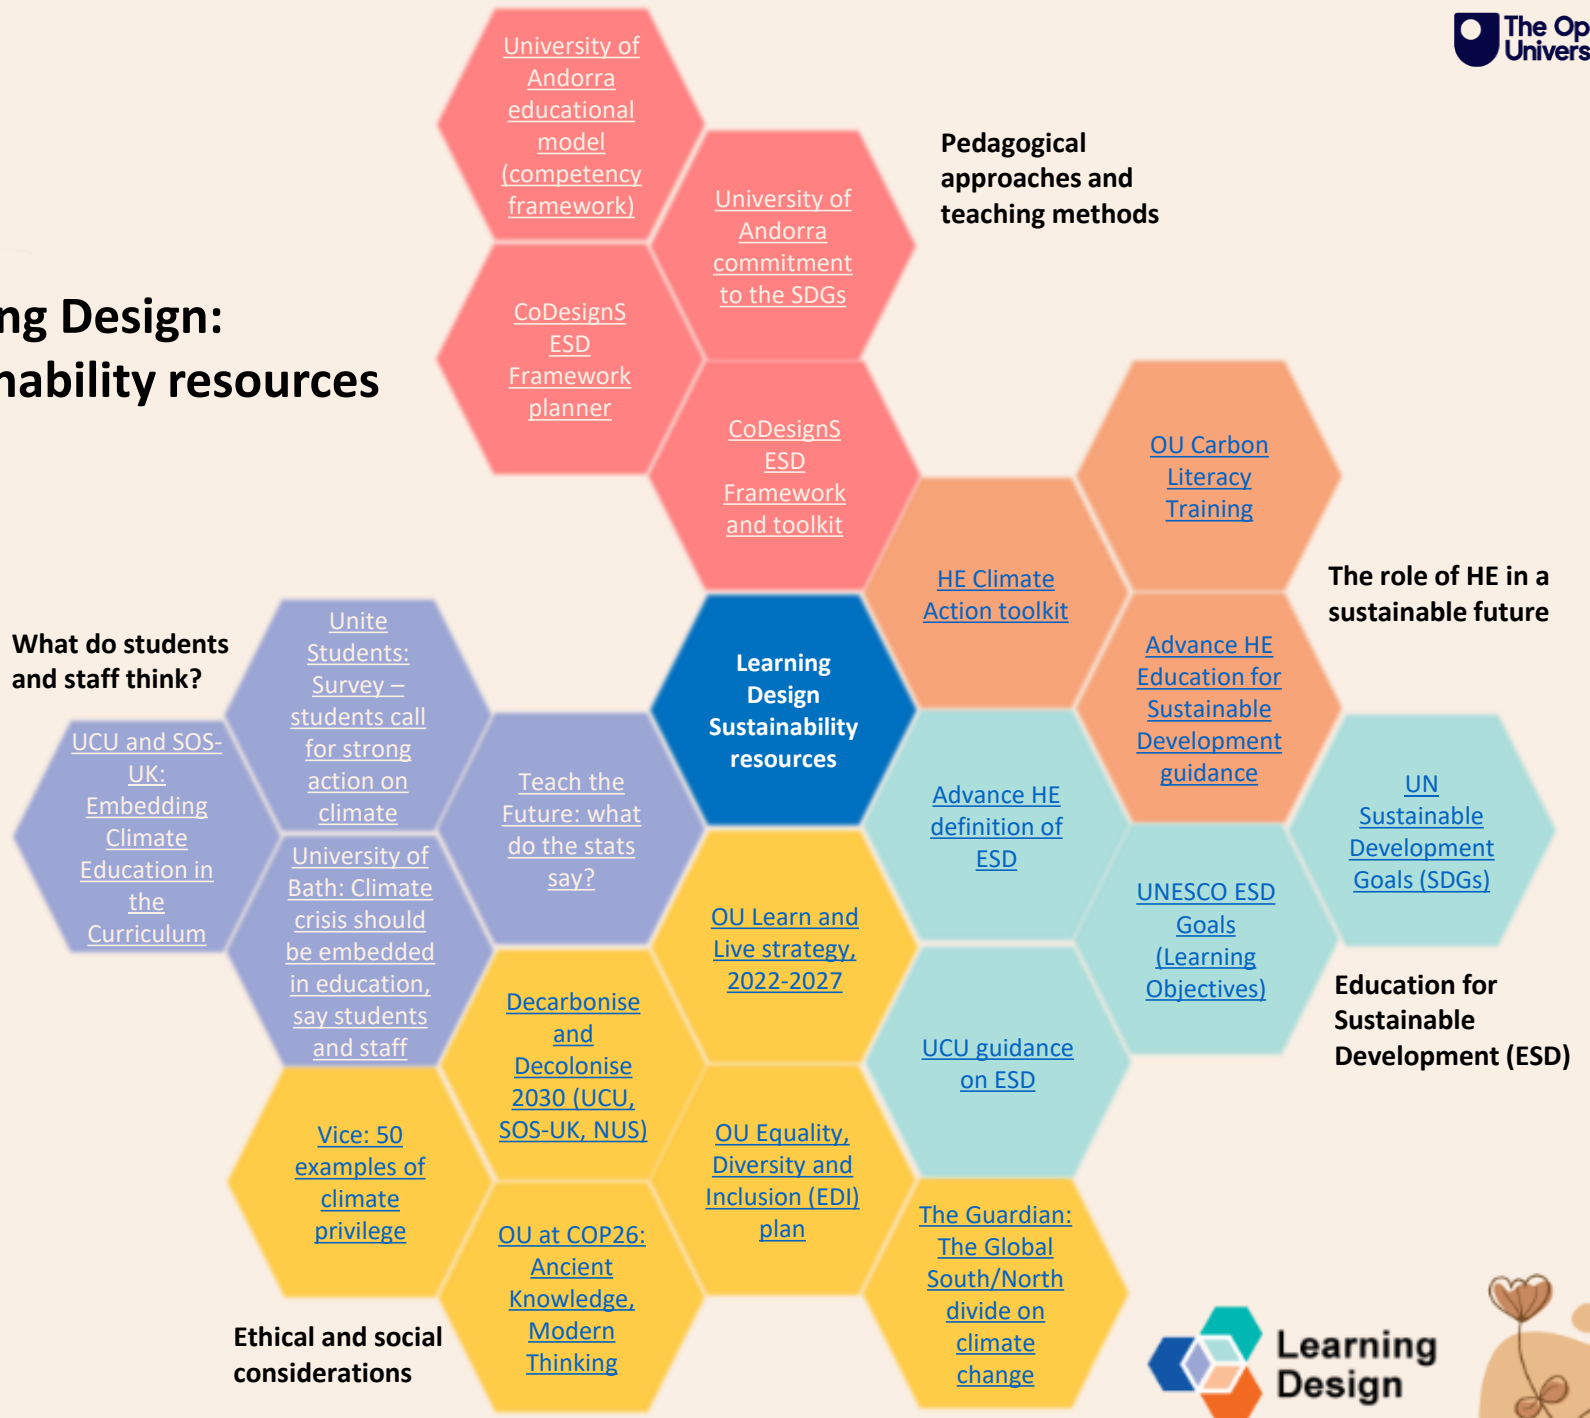 The Op
Univers
University of
Andorra
educational
model
(competency
framework)
University of
Andorra
commitment
to the SDGs
Pedagogical
approaches and
teaching methods
ng Design:
nability resources
CoDesignS
ESD
Framework
planner
CoDesignS
ESD
Framework
and toolkit
OU Carbon
Literacy
Training
HE Climate
Action toolkit
The role of HE in a
sustainable future
Advance HE
Education for
Sustainable
Development
guidance
What do students
and staff think?
Unite
Students:
Survey –
students call
for strong
action on
climate
UCU and SOS-
UK:
Embedding
Climate
Education in
the
Curriculum
Teach the
Future: what
do the stats
say?
University of
Bath: Climate
crisis should
be embedded
in education,
say students
and staff
Learning
Design
Sustainability
resources
Advance HE
definition of
ESD
UN
Sustainable
Development
Goals (SDGs)
UNESCO ESD
Goals
(Learning
Objectives)
Education for
Sustainable
Development (ESD)
OU Learn and
Live strategy,
2022-2027
UCU guidance
on ESD
Decarbonise
and
Decolonise
2030 (UCU,
SOS-UK, NUS)
Vice: 50
examples of
climate
privilege
OU Equality,
Diversity and
Inclusion (EDI)
plan
OU at COP26:
Ancient
Knowledge,
Modern
Thinking
The Guardian:
The Global
South/North
divide on
climate
change
Ethical and social
considerations
Learning
Design